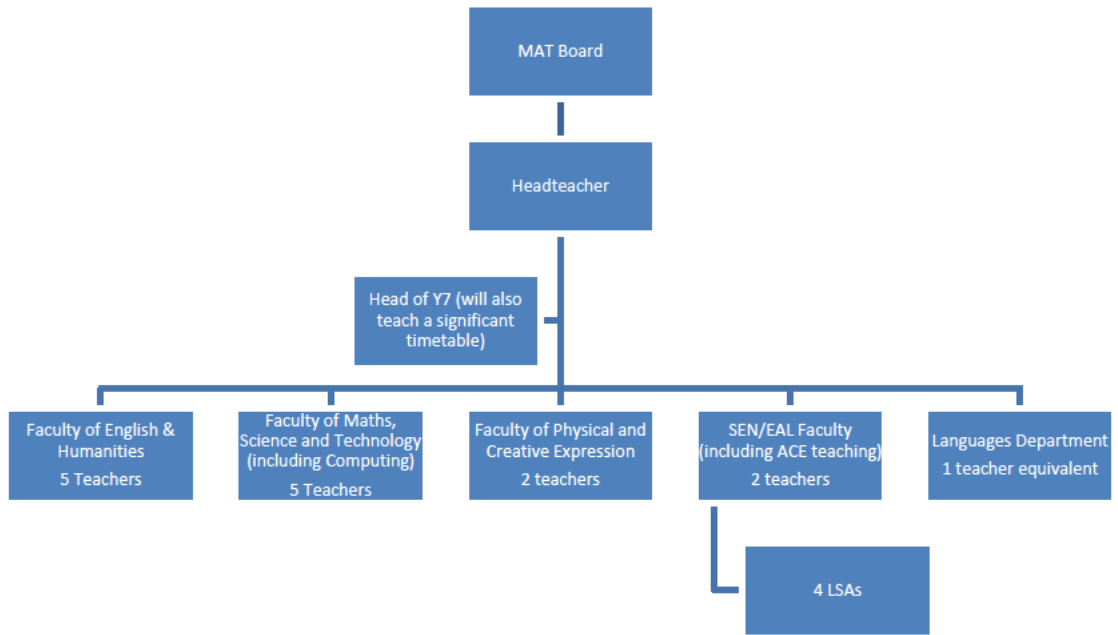 MAT Board
Headteacher
Head of Y7 (will also
teach a significant
timetable)
Faculty of English &
Humanities
5 Teachers
Faculty of Maths,
Science and Technology
(including Computing)
5 Teachers
Faculty of Physical and
Creative Expression
2 teachers
SEN/EAL Faculty
(including ACE teaching)
2 teachers
Languages Department
1 teacher equivalent
4 LSAs